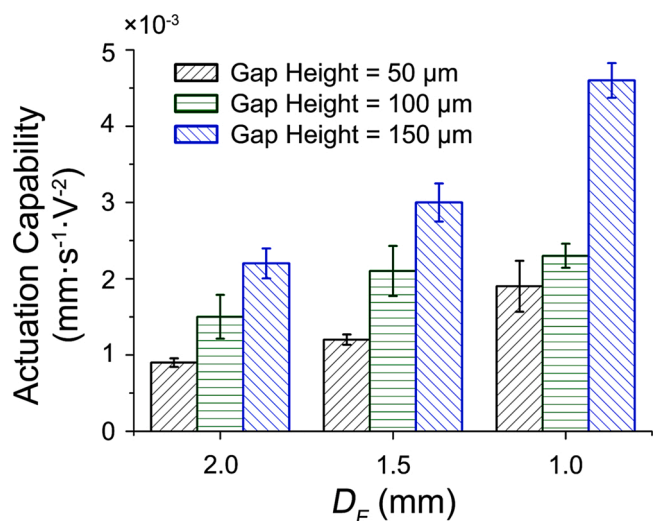 ×10⁻³
Actuation Capability
(mm·s⁻¹·V⁻²)
5
4
3
2
1
0
Gap Height = 50 μm
Gap Height = 100 μm
Gap Height = 150 μm
2.0 1.5 1.0
D_E (mm)